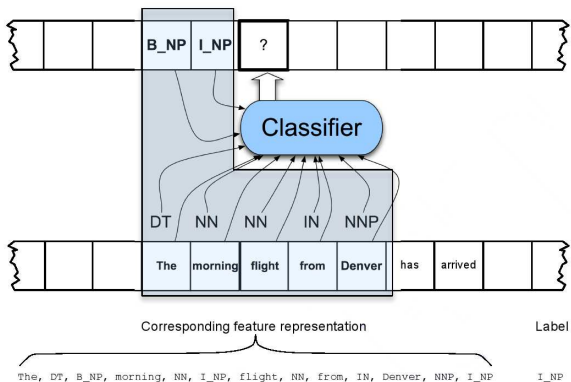 B_NP I_NP ?
Classifier
DT NN NN IN NNP
The morning flight from Denver has arrived
Corresponding feature representation Label
The, DT, B_NP, morning, NN, I_NP, flight, NN, from, IN, Denver, NNP, I_NP I_NP